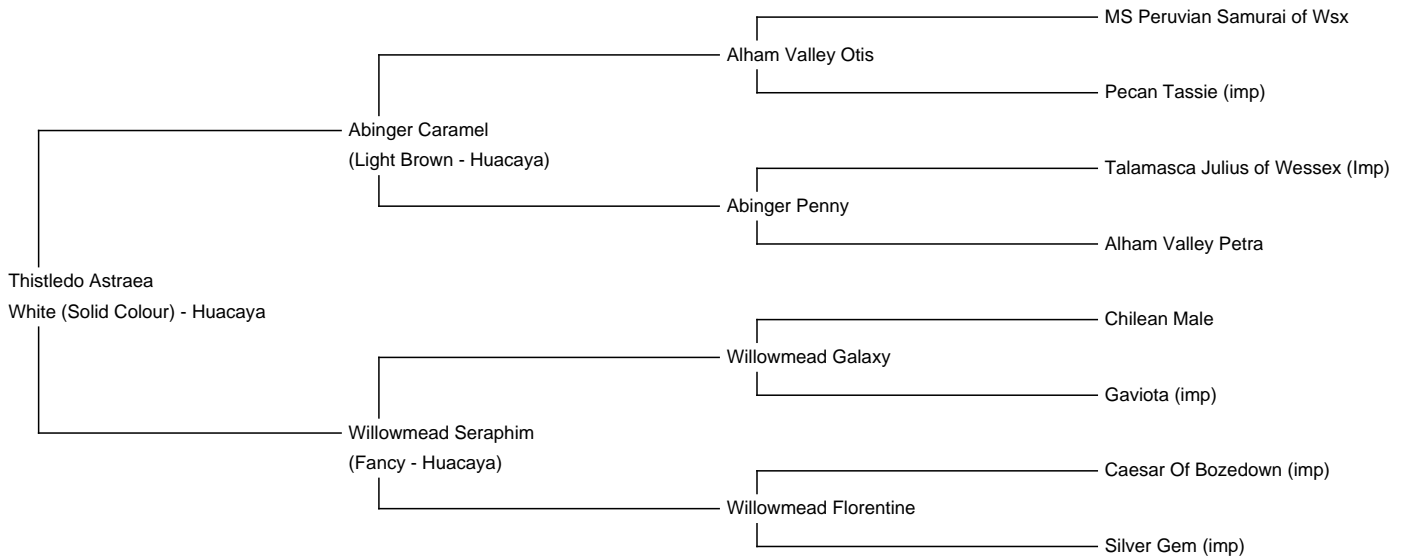 MS Peruvian Samurai of Wsx
Alham Valley Otis
Pecan Tassie (imp)
Abinger Caramel
(Light Brown - Huacaya)
Talamasca Julius of Wessex (Imp)
Abinger Penny
Alham Valley Petra
Thistledo Astraea
White (Solid Colour) - Huacaya
Chilean Male
Willowmead Galaxy
Gaviota (imp)
Willowmead Seraphim
(Fancy - Huacaya)
Caesar Of Bozedown (imp)
Willowmead Florentine
Silver Gem (imp)